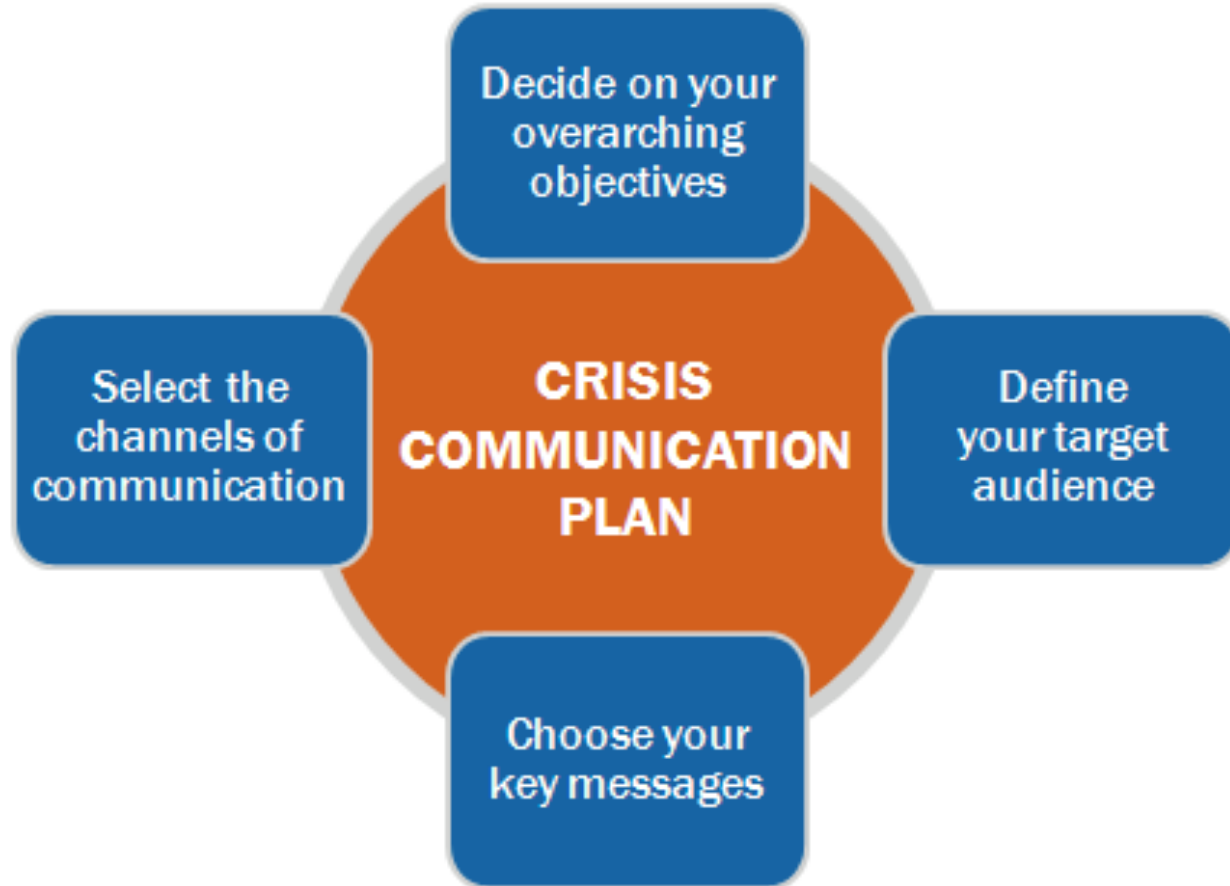 Decide on your
overarching
objectives
Select the
channels of
communication
CRISIS
COMMUNICATION
PLAN
Define
your target
audience
Choose your
key messages